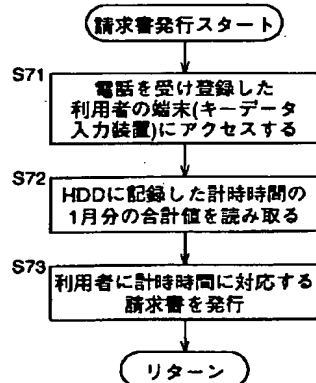 請求書発行スタート
S71
電話を受け登録した
利用者の端末(キーデータ
入力装置)にアクセスする
S72
HDDに記録した計時時間の
1月分の合計値を読み取る
S73
利用者に計時時間に対応する
請求書を発行
リターン